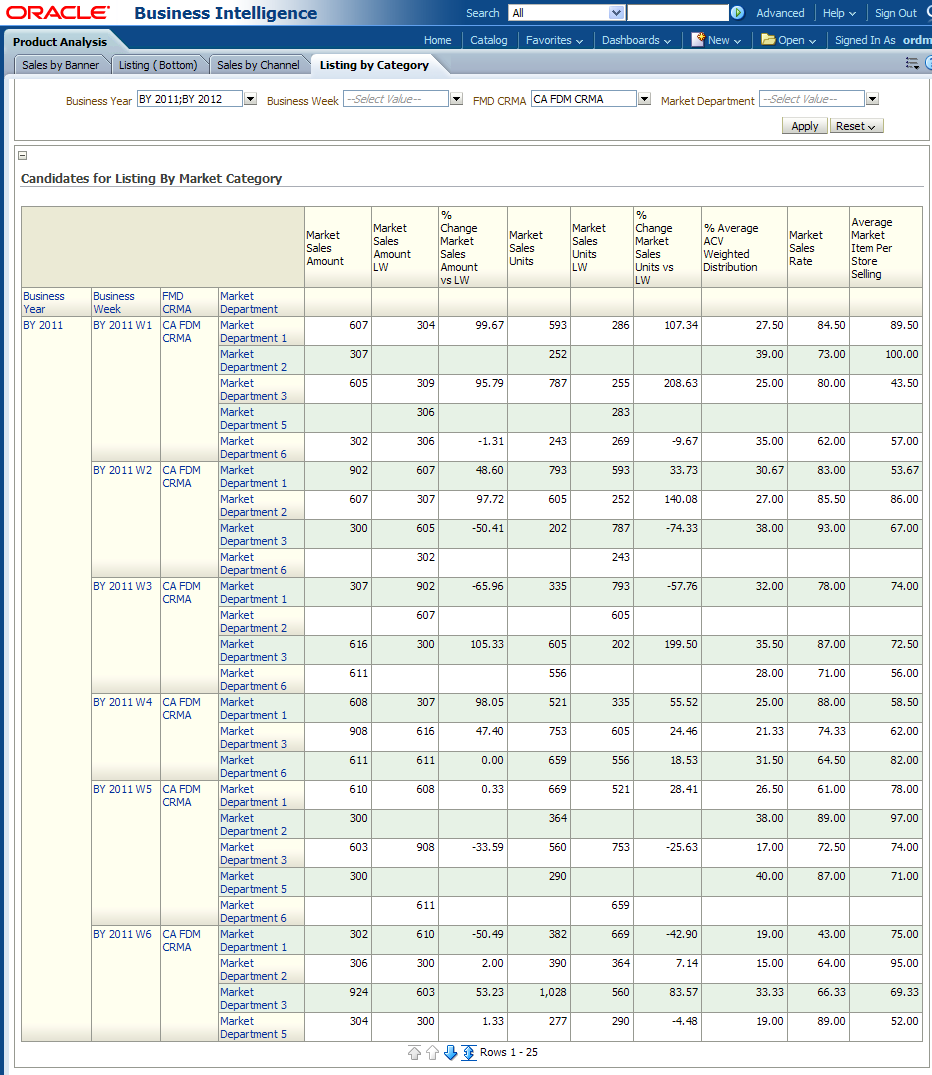 ORACLE Business Intelligence Search All Advanced Help Sign Out
Product Analysis Home Catalog Favorites Dashboards New Open Signed In As ordm
Sales by Banner Listing ( Bottom) Sales by Channel Listing by Category
Business Year BY 2011;BY 2012 Business Week --Select Value-- FMD CRMA CA FDM CRMA Market Department --Select Value--
Apply Reset
Candidates for Listing By Market Category
Market Sales Amount
Market Sales Amount LW
% Change Market Sales Amount vs LW
Market Sales Units
Market Sales Units LW
% Change Market Sales Units vs LW
% Average ACV Weighted Distribution
Market Sales Rate
Average Market Item Per Store Selling
Business Year Business Week FMD CRMA Market Department
BY 2011 BY 2011 W1 CA FDM CRMA Market Department 1 607 304 99.67 593 286 107.34 27.50 84.50 89.50
Market Department 2 307 252 39.00 73.00 100.00
Market Department 3 605 309 95.79 787 255 208.63 25.00 80.00 43.50
Market Department 5 306 283
Market Department 6 302 306 -1.31 243 269 -9.67 35.00 62.00 57.00
BY 2011 W2 CA FDM CRMA Market Department 1 902 607 48.60 793 593 33.73 30.67 83.00 53.67
Market Department 2 607 307 97.72 605 252 140.08 27.00 85.50 86.00
Market Department 3 300 605 -50.41 202 787 -74.33 38.00 93.00 67.00
Market Department 6 302 243
BY 2011 W3 CA FDM CRMA Market Department 1 307 902 -65.96 335 793 -57.76 32.00 78.00 74.00
Market Department 2 607 605
Market Department 3 616 300 105.33 605 202 199.50 35.50 87.00 72.50
Market Department 6 611 556 28.00 71.00 56.00
BY 2011 W4 CA FDM CRMA Market Department 1 608 307 98.05 521 335 55.52 25.00 88.00 58.50
Market Department 3 908 616 47.40 753 605 24.46 21.33 74.33 62.00
Market Department 6 611 611 0.00 659 556 18.53 31.50 64.50 82.00
BY 2011 W5 CA FDM CRMA Market Department 1 610 608 0.33 669 521 28.41 26.50 61.00 78.00
Market Department 2 300 364 38.00 89.00 97.00
Market Department 3 603 908 -33.59 560 753 -25.63 17.00 72.50 74.00
Market Department 5 300 290 40.00 87.00 71.00
Market Department 6 611 659
BY 2011 W6 CA FDM CRMA Market Department 1 302 610 -50.49 382 669 -42.90 19.00 43.00 75.00
Market Department 2 306 300 2.00 390 364 7.14 15.00 64.00 95.00
Market Department 3 924 603 53.23 1,028 560 83.57 33.33 66.33 69.33
Market Department 5 304 300 1.33 277 290 -4.48 19.00 89.00 52.00
Rows 1 - 25